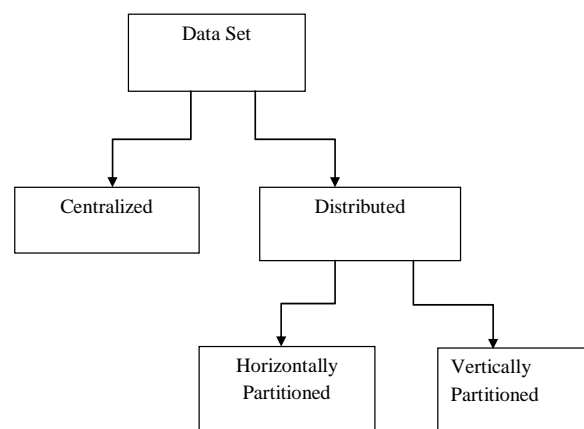 Data Set
Centralized
Distributed
Horizontally
Partitioned
Vertically
Partitioned